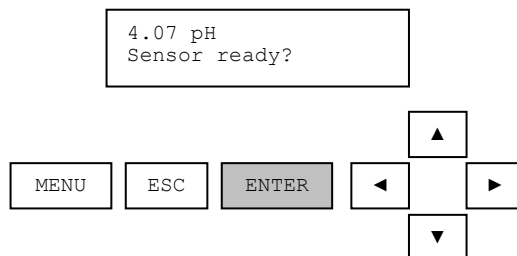 4.07 pH
Sensor ready?
▲
MENU ESC ENTER ◄ ►
▼